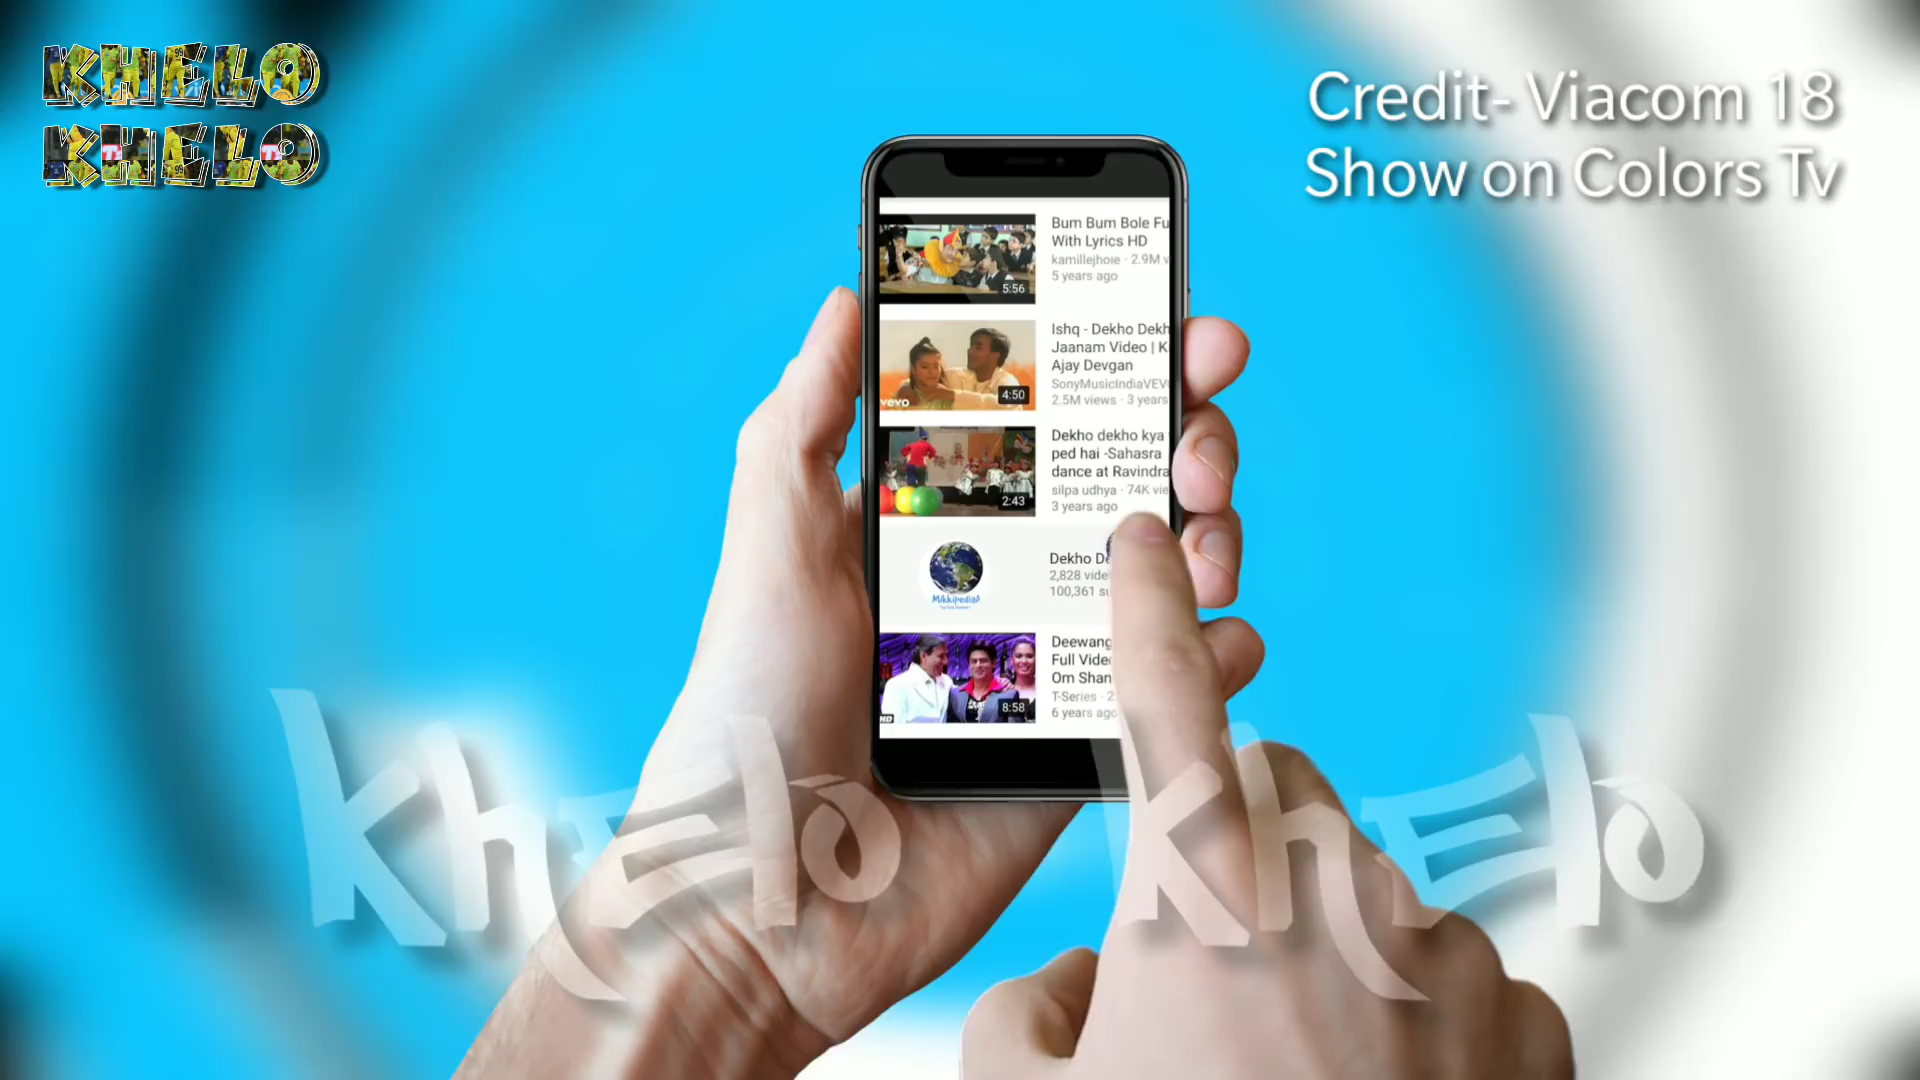 KHELO
KHELO
Credit- Viacom 18
Show on Colors Tv
Bum Bum Bole Fu
With Lyrics HD
kamillejhoie · 2.9M v
5 years ago
5:56
Ishq - Dekho Dekh
Jaanam Video | K
Ajay Devgan
SonyMusicIndiaVEV
2.5M views · 3 years
vevo
4:50
Dekho dekho kya
ped hai -Sahasra
dance at Ravindra
silpa udhya · 74K vie
3 years ago
2:43
Dekho De
2,828 vide
100,361 su
MikkipediaA
Deewang
Full Vide
Om Shan
T-Series · 2
6 years ago
HD
8:58
khelo khelo